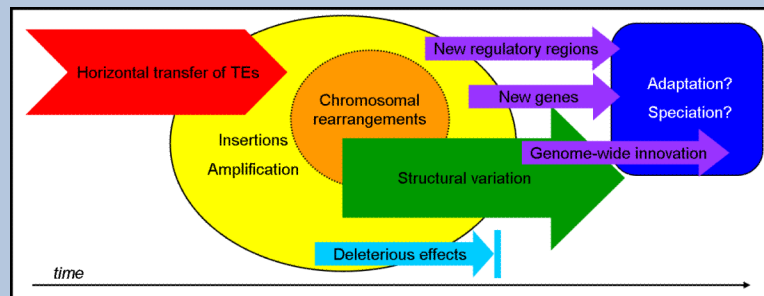 Horizontal transfer of TEs
Insertions
Amplification
Chromosomal
rearrangements
New regulatory regions
New genes
Genome-wide innovation
Structural variation
Deleterious effects
Adaptation?
Speciation?
time